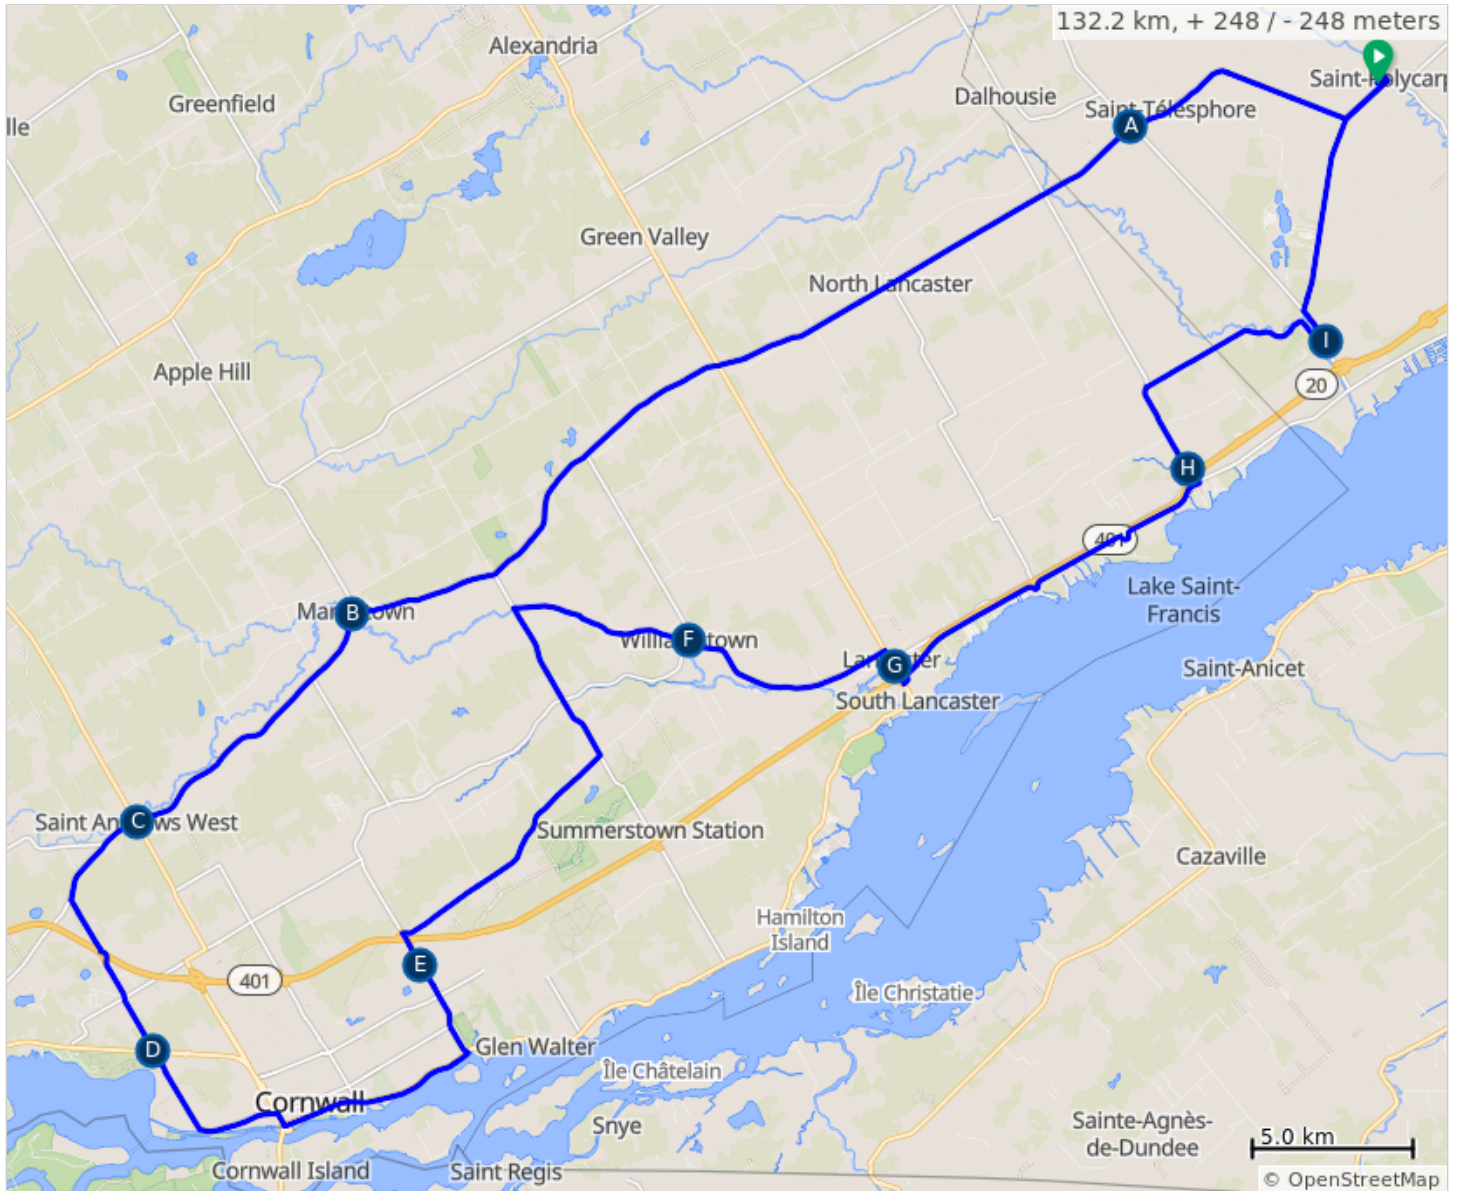 132.2 km, + 248 / - 248 meters
Alexandria
Greenfield
Dalhousie
lle
A
Green Valley
North Lancaster
Apple Hill
I
20
H
B
401
Lake Saint-
Francis
F
G
Saint-Anicet
South Lancaster
C
Summerstown Station
Cazaville
Hamilton
Island
E
401
Île Christatie
D
Glen Walter
Île Châtelain
Cornwall
Snye
Sainte-Agnès-
de-Dundee
5.0 km
Cornwall Island
Saint Regis
© OpenStreetMap